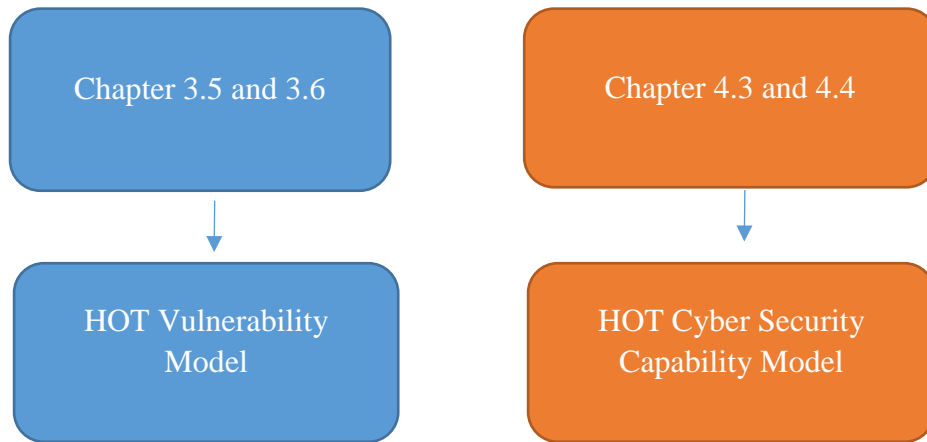 Chapter 3.5 and 3.6
Chapter 4.3 and 4.4
HOT Vulnerability
Model
HOT Cyber Security
Capability Model